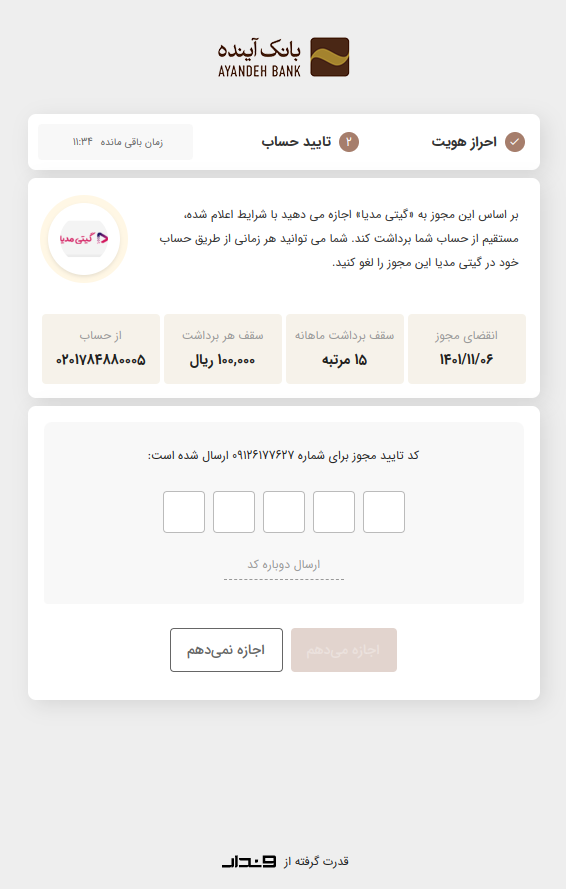 بانک آینده
AYANDEH BANK
احراز هویت
۲ تایید حساب
زمان باقی مانده ۱۱:۳۴
بر اساس این مجوز به «گیتی مدیا» اجازه می دهید با شرایط اعلام شده،
مستقیم از حساب شما برداشت کند. شما می توانید هر زمانی از طریق حساب
خود در گیتی مدیا این مجوز را لغو کنید.
گیتی مدیا
انقضای مجوز
۱۴۰۱/۱۱/۰۶
سقف برداشت ماهانه
۱۵ مرتبه
سقف هر برداشت
۱۰۰,۰۰۰ ریال
از حساب
۰۲۰۱۷۸۴۸۸۰۰۰۵
کد تایید مجوز برای شماره ۰۹۱۲۶۱۷۷۶۲۷ ارسال شده است:
ارسال دوباره کد
اجازه می‌دهم
اجازه نمی‌دهم
قدرت گرفته از وندار